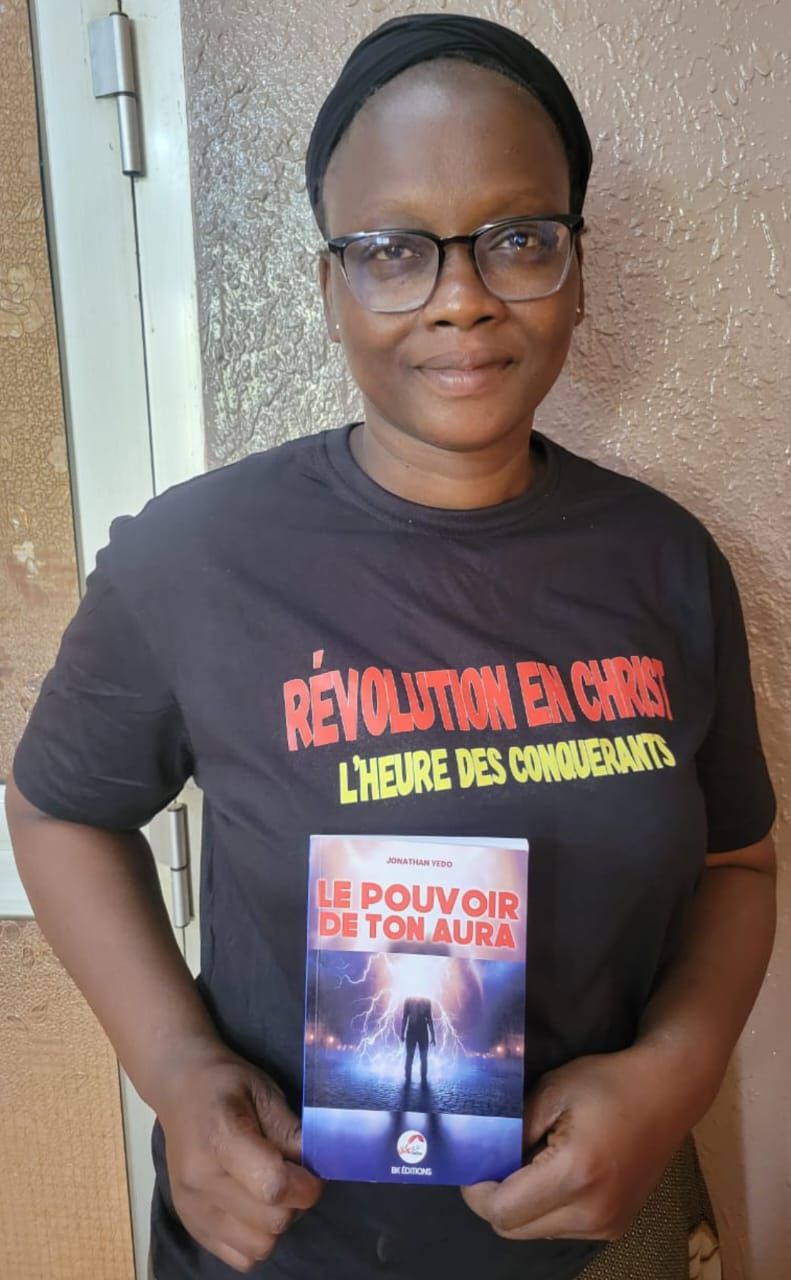 RÉVOLUTION EN CHRIST
L'HEURE DES CONQUERANTS
JONATHAN YEDO
LE POUVOIR
DE TON AURA
BK ÉDITIONS